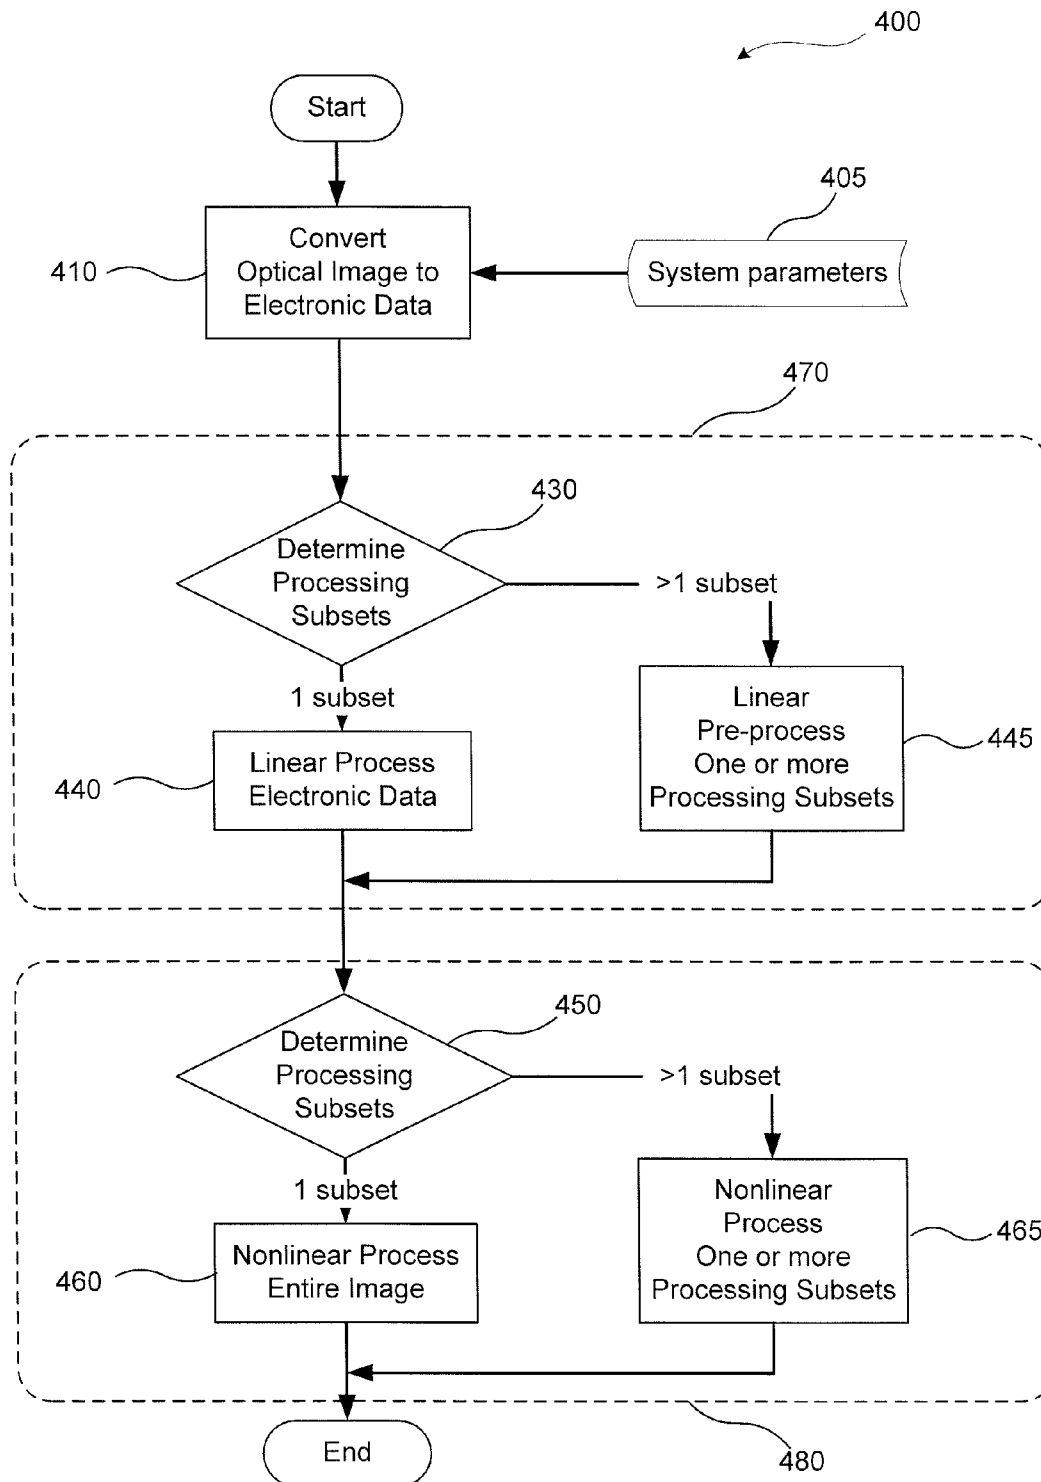 400
Start
405
Convert
Optical Image to
Electronic Data
410
System parameters
470
430
Determine
Processing
Subsets
>1 subset
1 subset
Linear
Pre-process
One or more
Processing Subsets
445
440
Linear Process
Electronic Data
450
Determine
Processing
Subsets
>1 subset
1 subset
Nonlinear
Process
One or more
Processing Subsets
465
460
Nonlinear Process
Entire Image
End
480